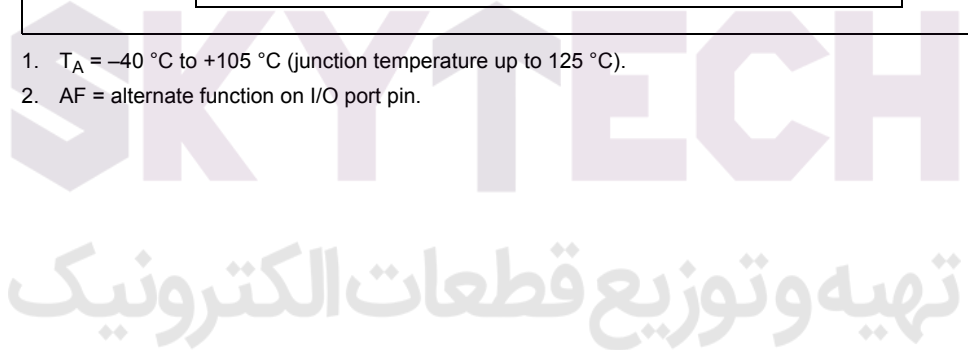 SKYTECH
1. TA = –40 °C to +105 °C (junction temperature up to 125 °C).
2. AF = alternate function on I/O port pin.
تهیه و توزیع قطعات الکترونیک